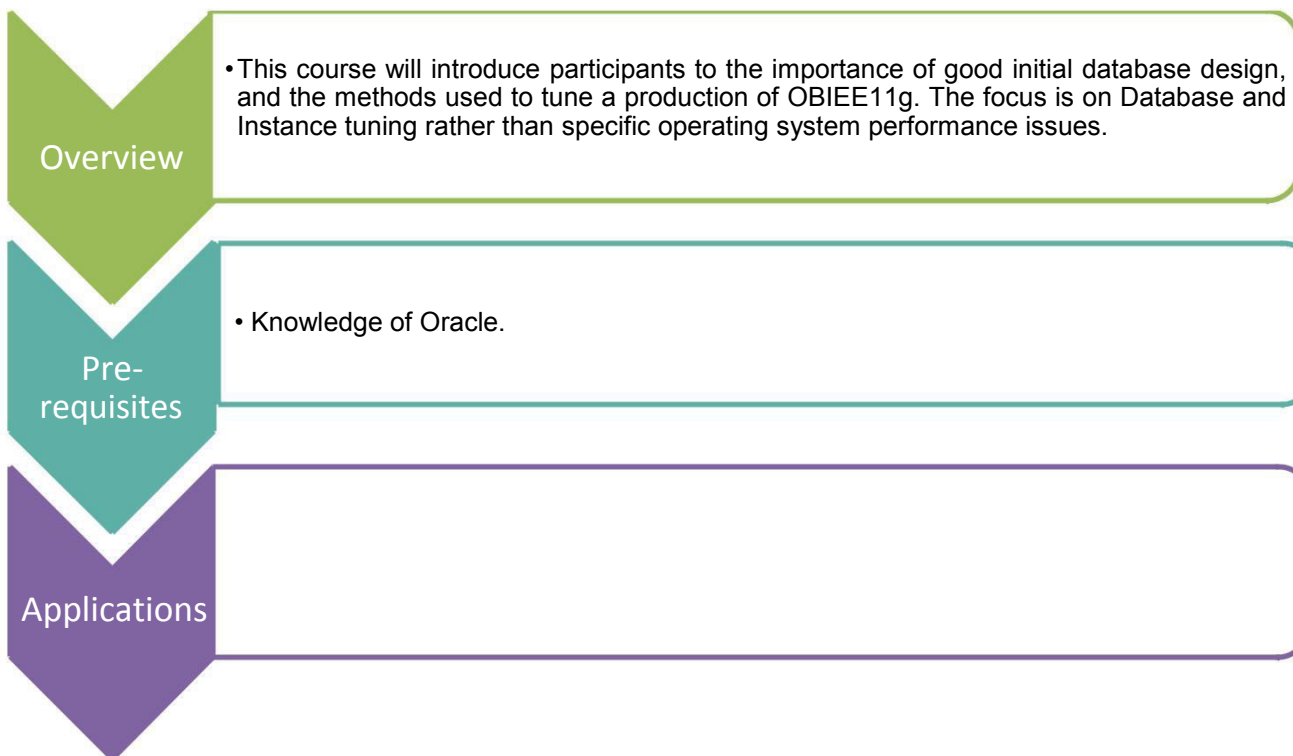 Overview
•This course will introduce participants to the importance of good initial database design,
and the methods used to tune a production of OBIEE11g. The focus is on Database and
Instance tuning rather than specific operating system performance issues.
Pre-
requisites
• Knowledge of Oracle.
Applications